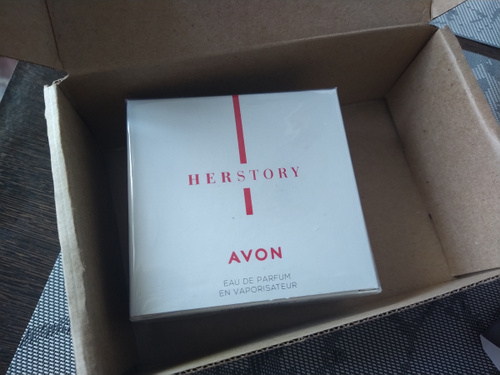 HERSTORY
AVON
EAU DE PARFUM
EN VAPORISATEUR